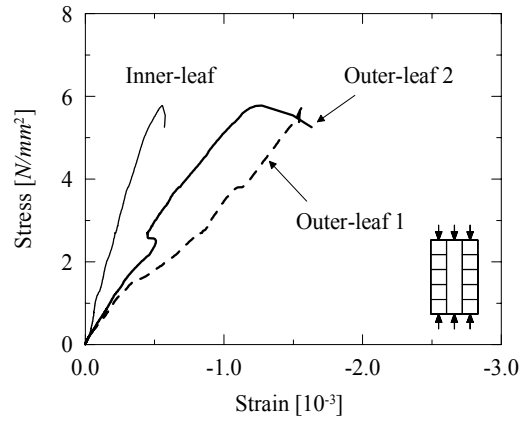 8
Inner-leaf
Outer-leaf 2
6
Stress [N/mm²]
4
Outer-leaf 1
2
0
0.0
-1.0
-2.0
-3.0
Strain [10⁻³]